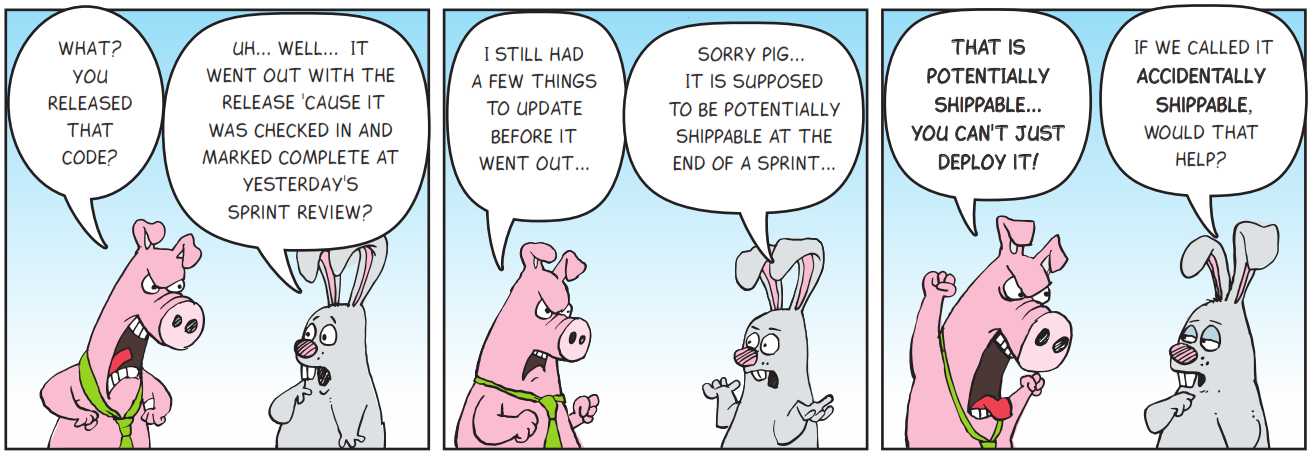 WHAT?
YOU
RELEASED
THAT
CODE?
UH... WELL... IT
WENT OUT WITH THE
RELEASE 'CAUSE IT
WAS CHECKED IN AND
MARKED COMPLETE AT
YESTERDAY'S
SPRINT REVIEW?
I STILL HAD
A FEW THINGS
TO UPDATE
BEFORE IT
WENT OUT...
SORRY PIG...
IT IS SUPPOSED
TO BE POTENTIALLY
SHIPPABLE AT THE
END OF A SPRINT...
THAT IS
POTENTIALLY
SHIPPABLE...
YOU CAN'T JUST
DEPLOY IT!
IF WE CALLED IT
ACCIDENTALLY
SHIPPABLE,
WOULD THAT
HELP?